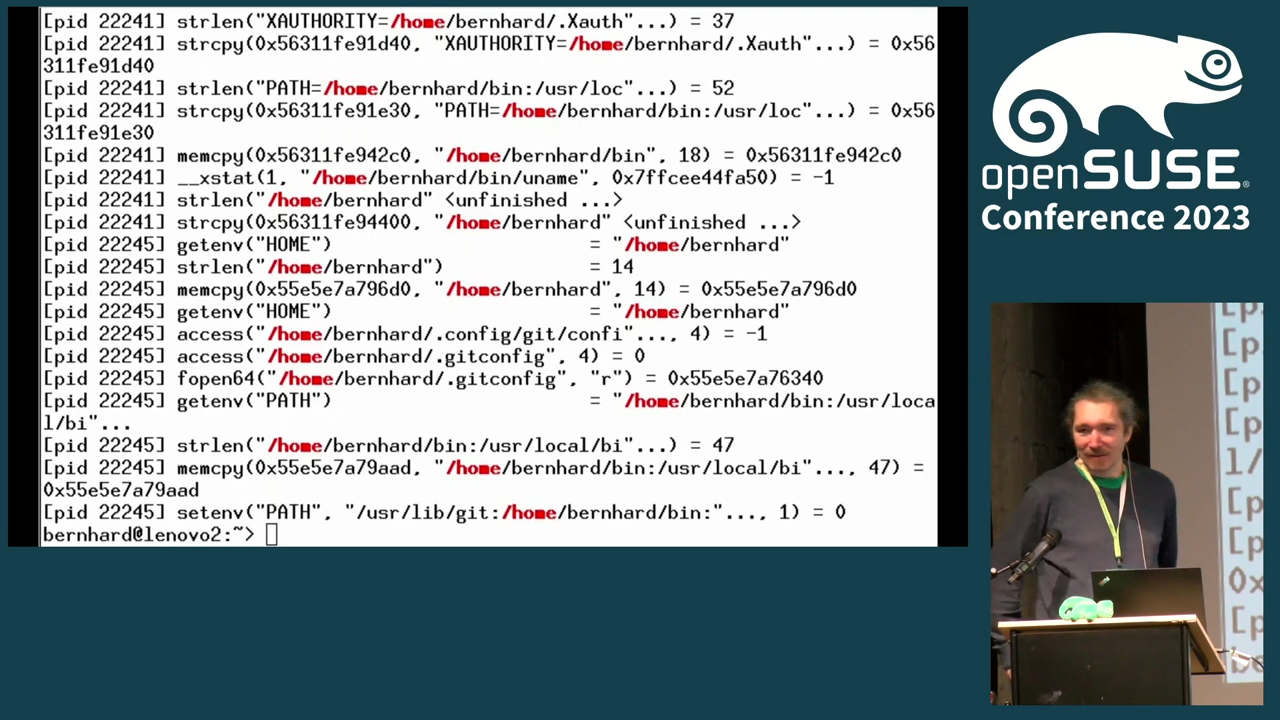 [pid 22241] strlen("XAUTHORITY=/home/bernhard/.Xauth"...) = 37
[pid 22241] strcpy(0x56311fe91d40, "XAUTHORITY=/home/bernhard/.Xauth"...) = 0x56
311fe91d40
[pid 22241] strlen("PATH=/home/bernhard/bin:/usr/loc"...) = 52
[pid 22241] strcpy(0x56311fe91e30, "PATH=/home/bernhard/bin:/usr/loc"...) = 0x56
311fe91e30
[pid 22241] memcpy(0x56311fe942c0, "/home/bernhard/bin", 18) = 0x56311fe942c0
[pid 22241] __xstat(1, "/home/bernhard/bin/uname", 0x7ffcee44fa50) = -1
[pid 22241] strlen("/home/bernhard" <unfinished ...>
[pid 22241] strcpy(0x56311fe94400, "/home/bernhard" <unfinished ...>
[pid 22245] getenv("HOME") = "/home/bernhard"
[pid 22245] strlen("/home/bernhard") = 14
[pid 22245] memcpy(0x55e5e7a796d0, "/home/bernhard", 14) = 0x55e5e7a796d0
[pid 22245] getenv("HOME") = "/home/bernhard"
[pid 22245] access("/home/bernhard/.config/git/confi"..., 4) = -1
[pid 22245] access("/home/bernhard/.gitconfig", 4) = 0
[pid 22245] fopen64("/home/bernhard/.gitconfig", "r") = 0x55e5e7a76340
[pid 22245] getenv("PATH") = "/home/bernhard/bin:/usr/loca
l/bi"...
[pid 22245] strlen("/home/bernhard/bin:/usr/local/bi"...) = 47
[pid 22245] memcpy(0x55e5e7a79aad, "/home/bernhard/bin:/usr/local/bi"..., 47) =
0x55e5e7a79aad
[pid 22245] setenv("PATH", "/usr/lib/git:/home/bernhard/bin:"..., 1) = 0
bernhard@lenovo2:~>
openSUSE®
Conference 2023
[p
[p
[p
l/
[p
[p
0x
[p